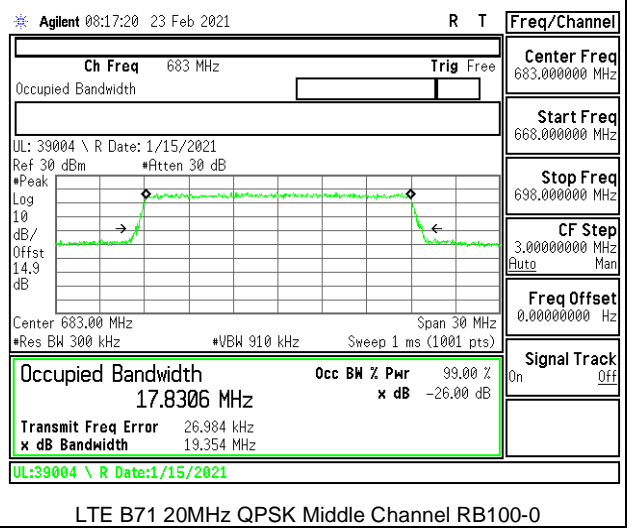 Agilent 08:17:20 23 Feb 2021 R T
Freq/Channel
Ch Freq 683 MHz Trig Free
Occupied Bandwidth
Center Freq
683.000000 MHz
Start Freq
668.000000 MHz
Stop Freq
698.000000 MHz
CF Step
3.00000000 MHz
Auto Man
Freq Offset
0.00000000 Hz
Signal Track
On Off
UL: 39004 \ R Date: 1/15/2021
Ref 30 dBm #Atten 30 dB
#Peak
Log
10
dB/
Offst
14.9
dB
Center 683.00 MHz Span 30 MHz
#Res BW 300 kHz #VBW 910 kHz Sweep 1 ms (1001 pts)
Occupied Bandwidth Occ BW % Pwr 99.00 %
17.8306 MHz x dB -26.00 dB
Transmit Freq Error 26.984 kHz
x dB Bandwidth 19.354 MHz
UL:39004 \ R Date:1/15/2021
LTE B71 20MHz QPSK Middle Channel RB100-0